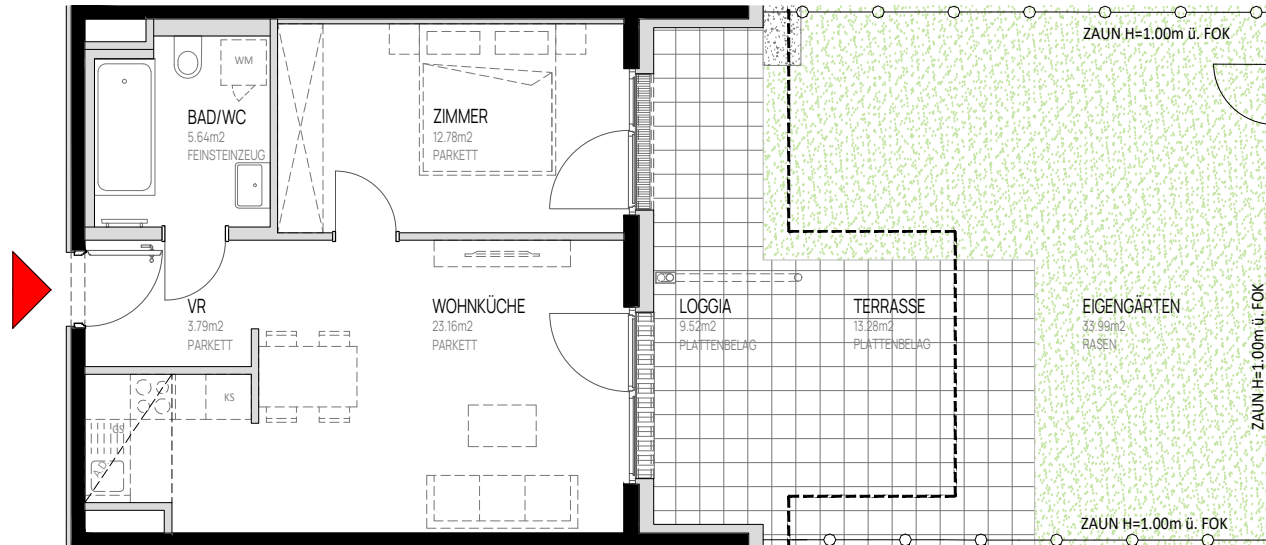 ZAUN H=1.00m ü. FOK
WM
BAD/WC
5.64m2
FEINSTEINZEUG
ZIMMER
12.78m2
PARKETT
VR
3.79m2
PARKETT
WOHNKÜCHE
23.16m2
PARKETT
LOGGIA
9.52m2
PLATTENBELAG
TERRASSE
13.28m2
PLATTENBELAG
EIGENGÄRTEN
33.99m2
RASEN
ZAUN H=1.00m ü. FOK
KS
GS
A.D.
ZAUN H=1.00m ü. FOK